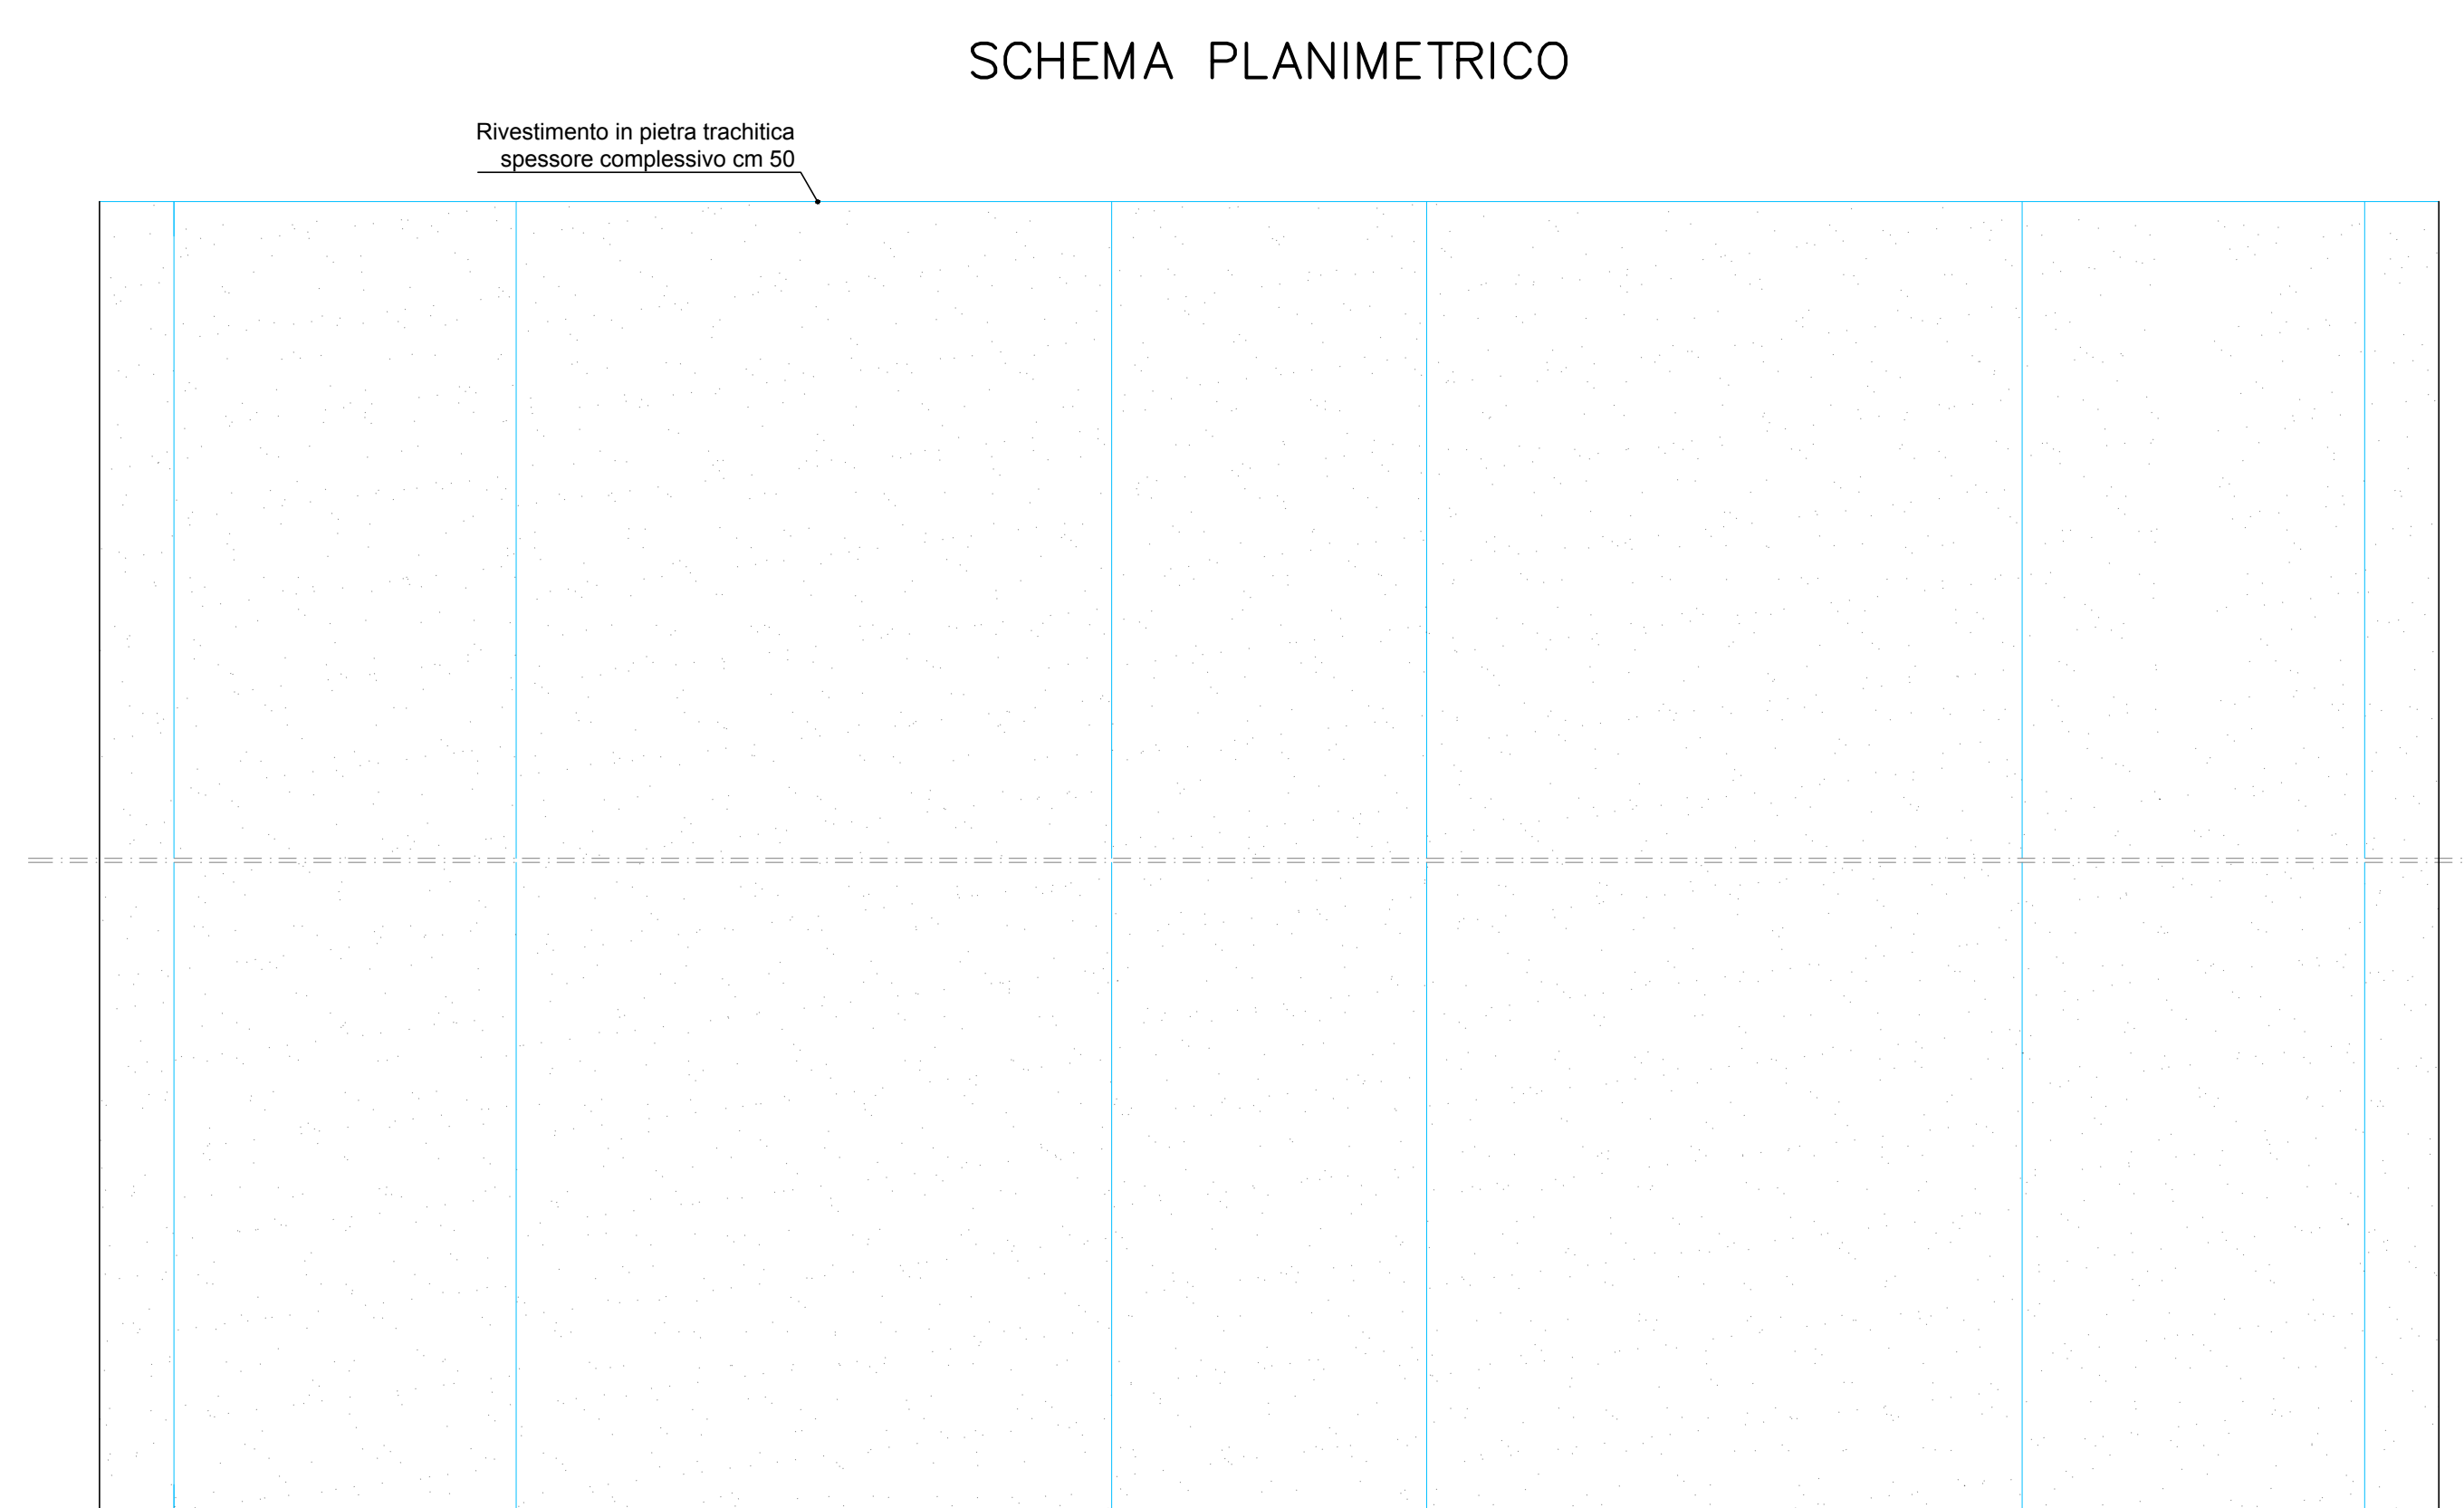 SCHEMA PLANIMETRICO
Rivestimento in pietra trachitica
spessore complessivo cm 50